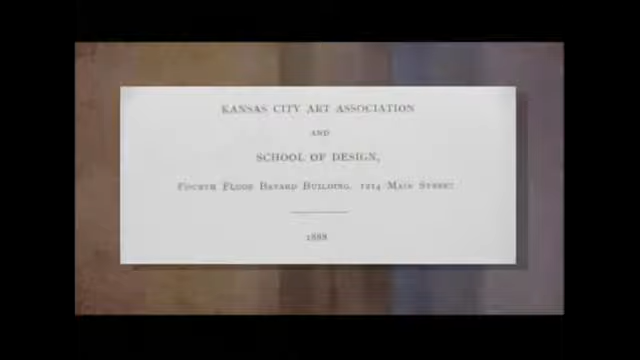 KANSAS CITY ART ASSOCIATION
AND
SCHOOL OF DESIGN,
FOURTH FLOOR BAYARD BUILDING, 1214 MAIN STREET
1888